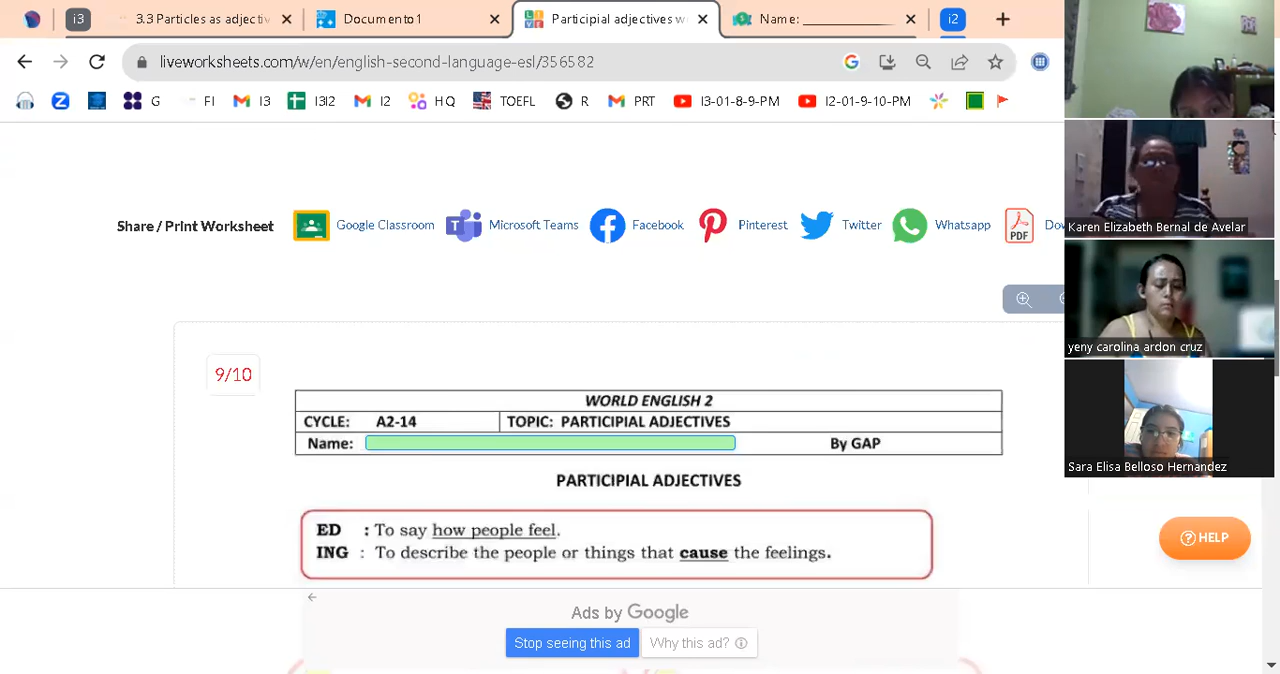 i3 3.3 Particles as adjectiv Documento1 Participial adjectives w Name: _______________ i2
liveworksheets.com/w/en/english-second-language-esl/356582
G FI I3 I3I2 I2 HQ TOEFL R PRT I3-01-8-9-PM I2-01-9-10-PM
Share / Print Worksheet Google Classroom Microsoft Teams Facebook Pinterest Twitter Whatsapp PDF Dow
Karen Elizabeth Bernal de Avelar
yeny carolina ardon cruz
Sara Elisa Belloso Hernandez
9/10
WORLD ENGLISH 2
CYCLE: A2-14 TOPIC: PARTICIPIAL ADJECTIVES
Name: By GAP
PARTICIPIAL ADJECTIVES
ED : To say how people feel.
ING : To describe the people or things that cause the feelings.
HELP
Ads by Google
Stop seeing this ad Why this ad?